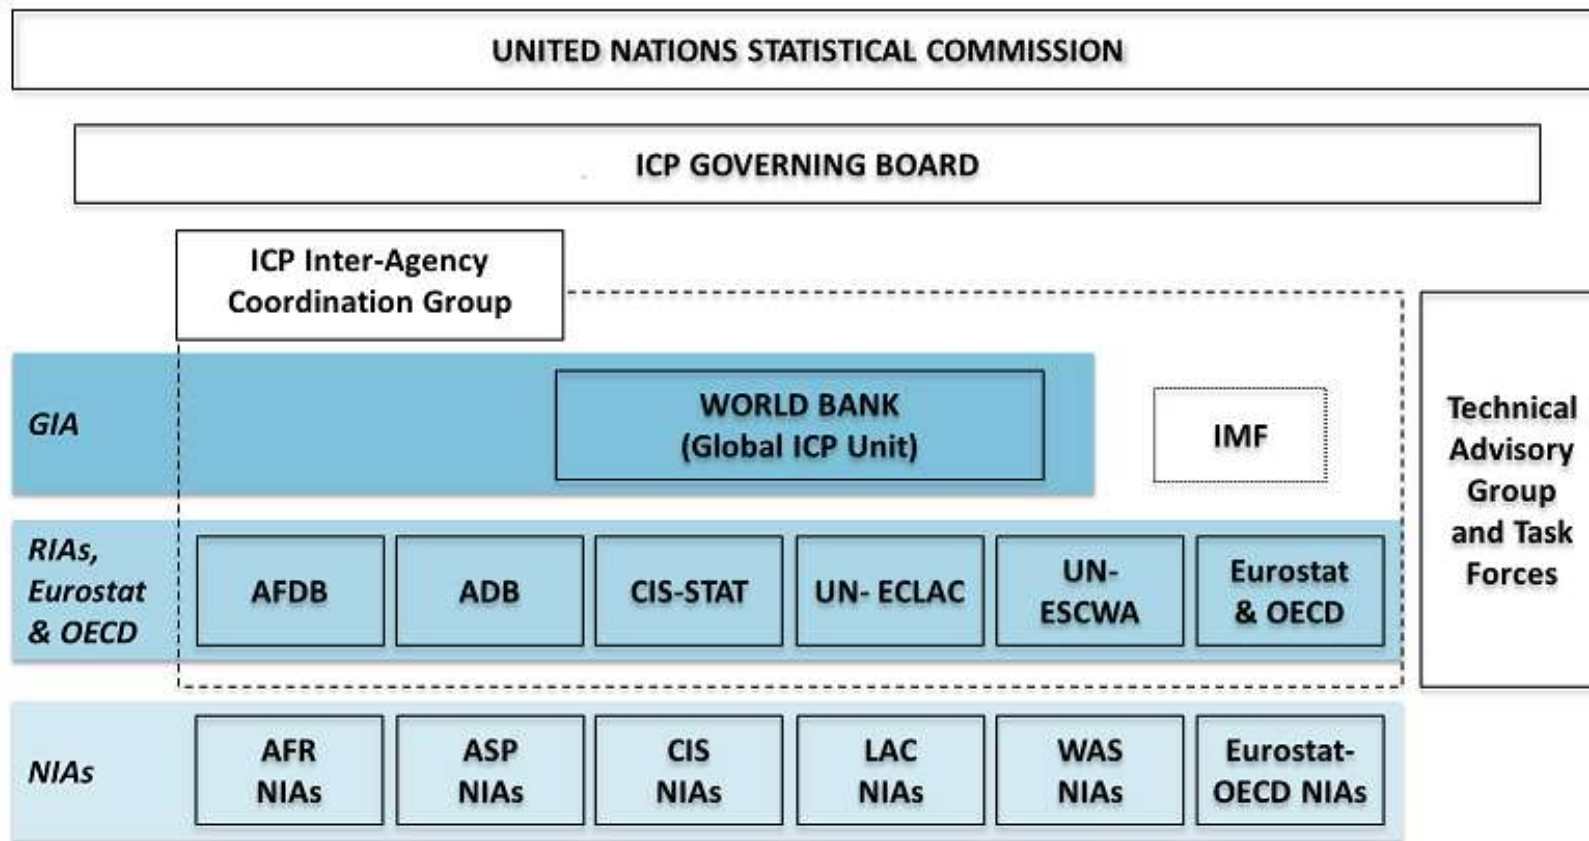 UNITED NATIONS STATISTICAL COMMISSION
ICP GOVERNING BOARD
ICP Inter-Agency
Coordination Group
GIA
WORLD BANK
(Global ICP Unit)
IMF
Technical
Advisory
Group
and Task
Forces
RIAs,
Eurostat
& OECD
AFDB
ADB
CIS-STAT
UN- ECLAC
UN-
ESCWA
Eurostat
& OECD
NIAs
AFR
NIAs
ASP
NIAs
CIS
NIAs
LAC
NIAs
WAS
NIAs
Eurostat-
OECD NIAs